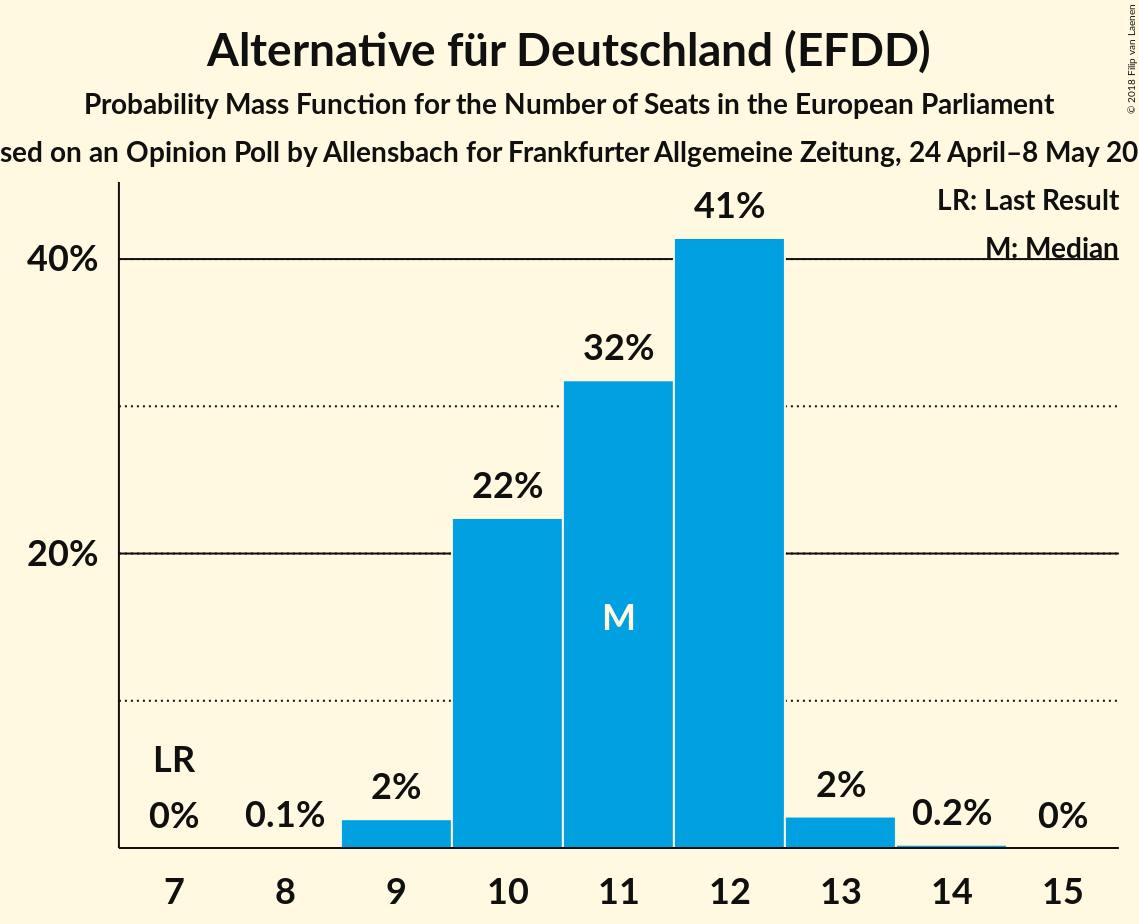 Alternative für Deutschland (EFDD)
Probability Mass Function for the Number of Seats in the European Parliament
sed on an Opinion Poll by Allensbach for Frankfurter Allgemeine Zeitung, 24 April–8 May 20
© 2018 Filip van Laenen
LR: Last Result
M: Median
41%
40%
32%
22%
20%
M
LR
0%
0.1%
2%
2%
0.2%
0%
7 8 9 10 11 12 13 14 15